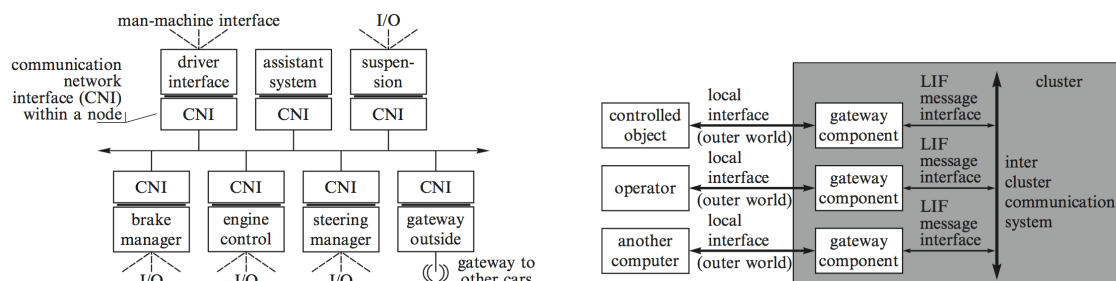 man-machine interface
I/O
communication
network
interface (CNI)
within a node
driver
interface
CNI
assistant
system
CNI
suspen-
sion
CNI
CNI
brake
manager
I/O
CNI
engine
control
I/O
CNI
steering
manager
I/O
CNI
gateway
outside
gateway to
other cars
cluster
controlled
object
local
interface
(outer world)
gateway
component
LIF
message
interface
operator
local
interface
(outer world)
gateway
component
LIF
message
interface
another
computer
local
interface
(outer world)
gateway
component
LIF
message
interface
inter
cluster
communication
system